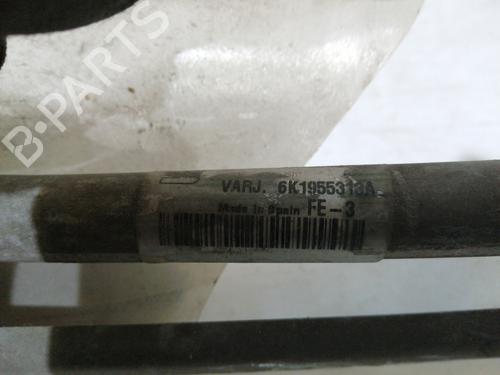 B-PARTS
VARJ. 6K1955313A
Made in Spain FE-3